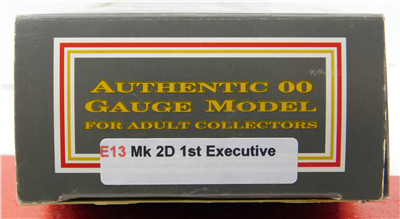 AUTHENTIC 00
GAUGE MODEL
FOR ADULT COLLECTORS
E13 Mk 2D 1st Executive